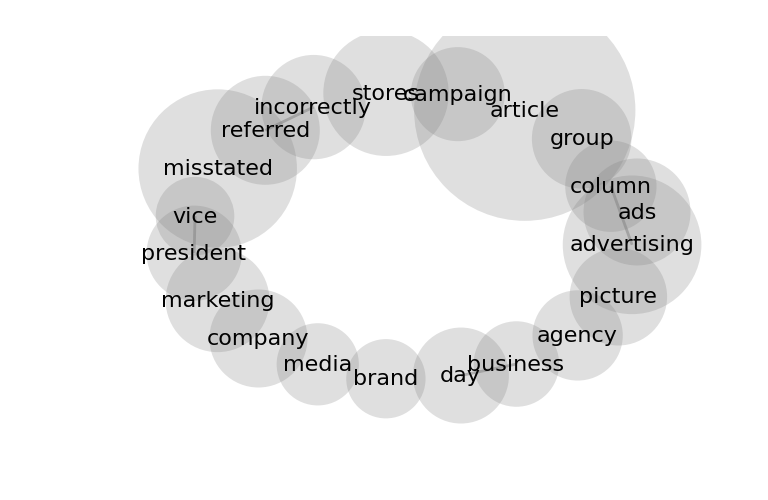 stores
campaign
incorrectly
article
referred
group
misstated
column
vice
ads
president
advertising
marketing
picture
company
agency
media
business
brand
day